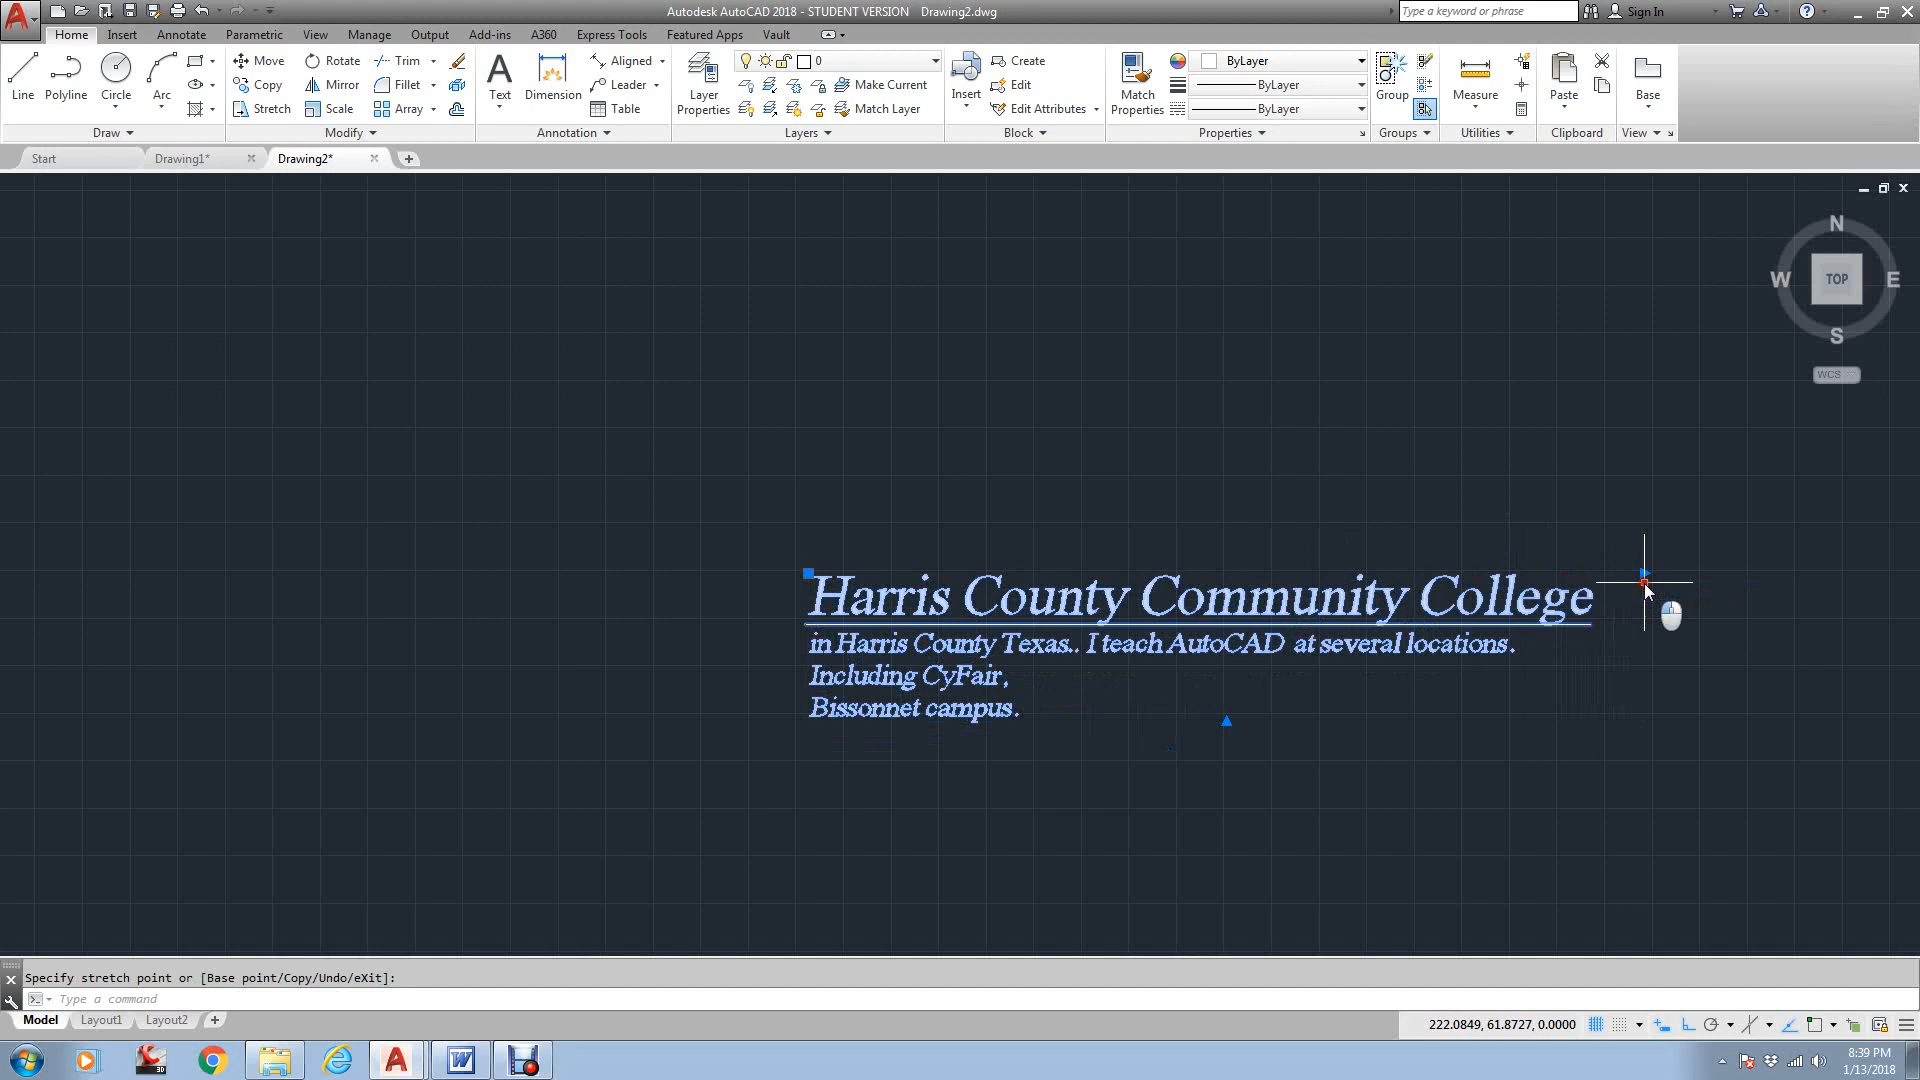 Autodesk AutoCAD 2018 - STUDENT VERSION Drawing2.dwg
Type a keyword or phrase
Sign In
Home Insert Annotate Parametric View Manage Output Add-ins A360 Express Tools Featured Apps Vault
Line Polyline Circle Arc
Move Rotate Trim
Copy Mirror Fillet
Stretch Scale Array
Text Dimension
Aligned
Leader
Table
Layer Properties
0
Make Current
Match Layer
Insert
Create
Edit
Edit Attributes
Match Properties
ByLayer
ByLayer
ByLayer
Group Measure Paste Base
Draw Modify Annotation Layers Block Properties Groups Utilities Clipboard View
Start Drawing1* Drawing2*
N
W TOP E
S
WCS
Harris County Community College
in Harris County Texas.. I teach AutoCAD at several locations.
Including CyFair,
Bissonnet campus.
Specify stretch point or [Base point/Copy/Undo/eXit]:
Type a command
Model Layout1 Layout2
222.0849, 61.8727, 0.0000
8:39 PM
1/13/2018